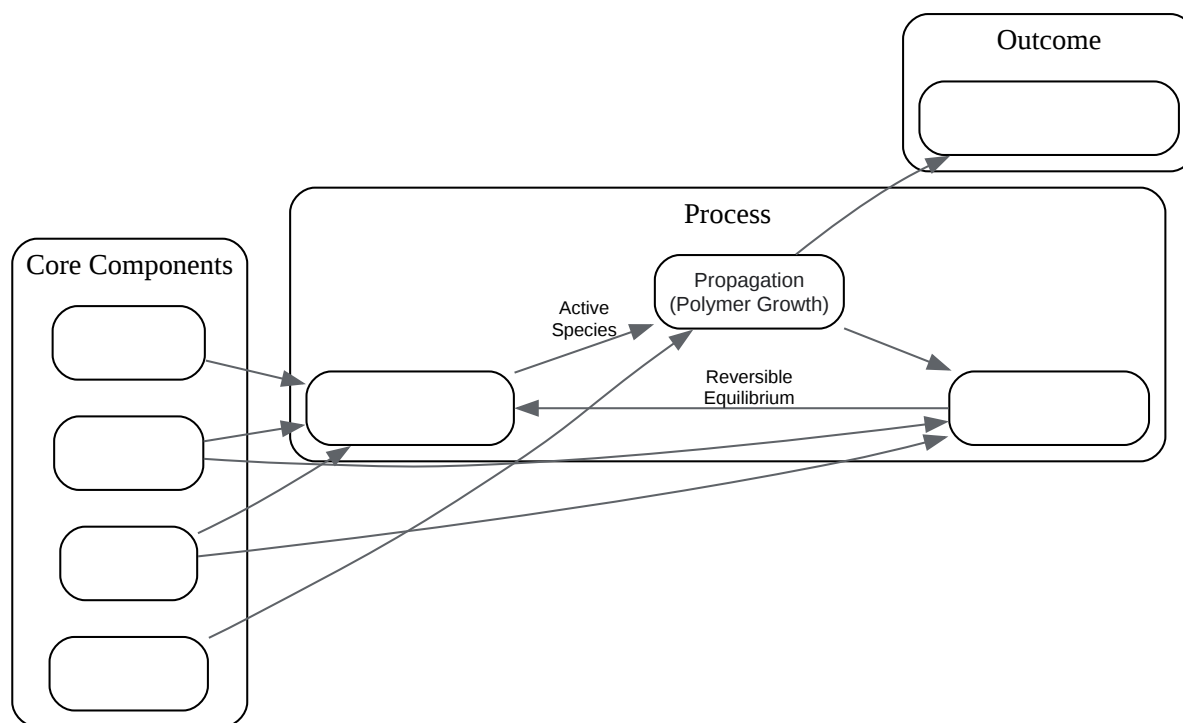 Outcome
Process
Core Components
Propagation
(Polymer Growth)
Active
Species
Reversible
Equilibrium